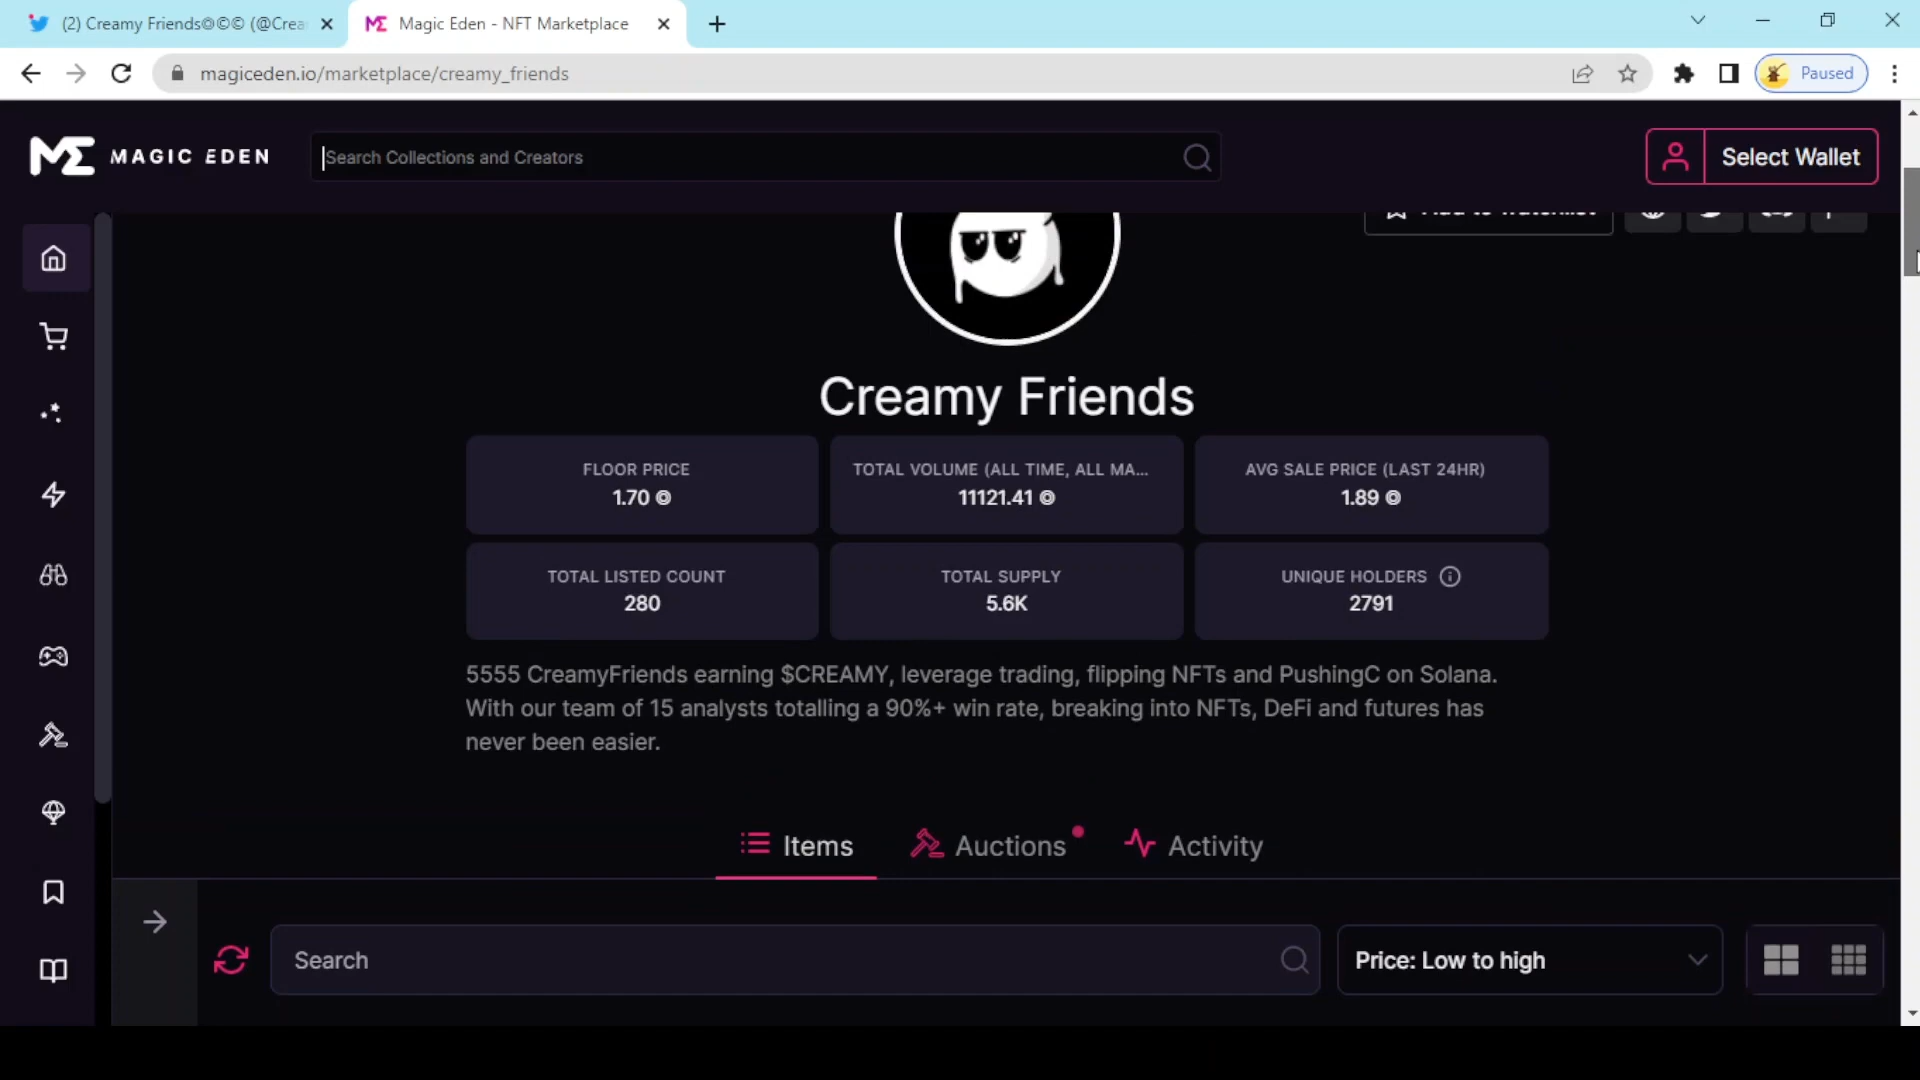 (2) Creamy Friends©©© (@Crea
Magic Eden - NFT Marketplace
magiceden.io/marketplace/creamy_friends
Paused
MAGIC EDEN
Search Collections and Creators
Select Wallet
Add to Watchlist
Creamy Friends
FLOOR PRICE
1.70
TOTAL VOLUME (ALL TIME, ALL MA...
11121.41
AVG SALE PRICE (LAST 24HR)
1.89
TOTAL LISTED COUNT
280
TOTAL SUPPLY
5.6K
UNIQUE HOLDERS
2791
5555 CreamyFriends earning $CREAMY, leverage trading, flipping NFTs and PushingC on Solana.
With our team of 15 analysts totalling a 90%+ win rate, breaking into NFTs, DeFi and futures has
never been easier.
Items
Auctions
Activity
Search
Price: Low to high